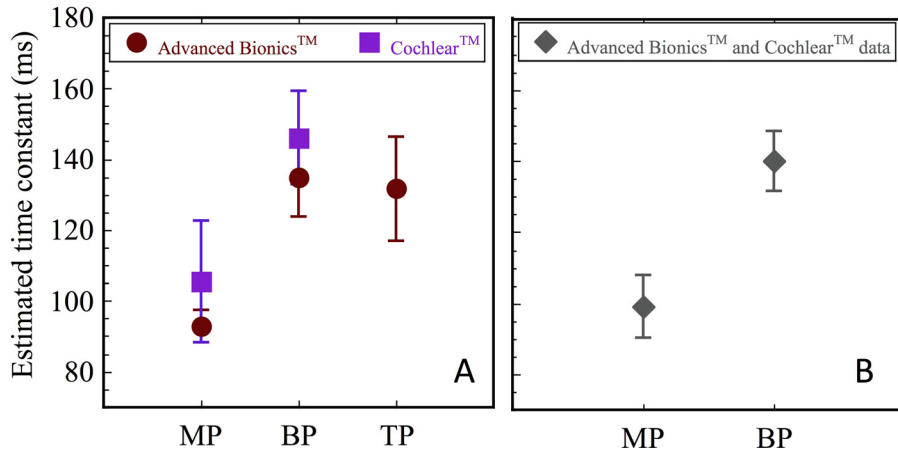 180
160
140
120
100
80
Estimated time constant (ms)
Advanced Bionics™
Cochlear™
A
MP BP TP
Advanced Bionics™ and Cochlear™ data
B
MP BP